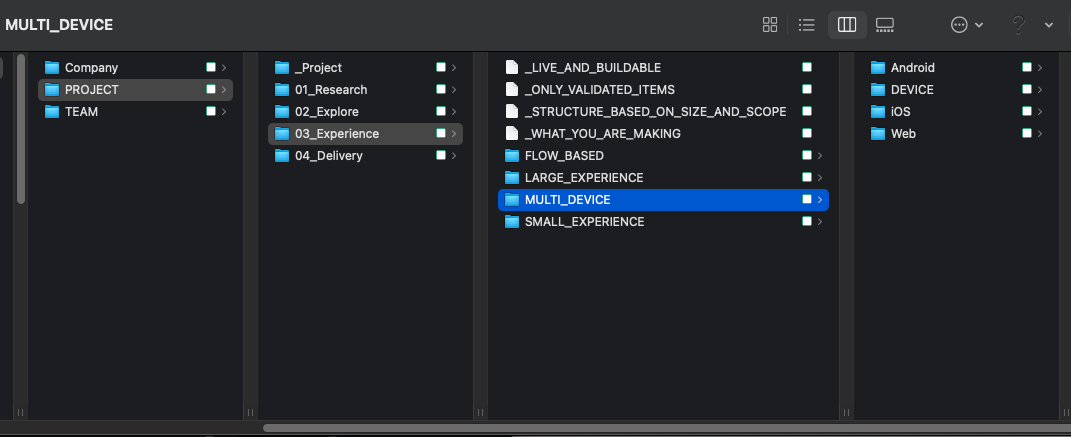 MULTI_DEVICE
Company
PROJECT
TEAM
_Project
01_Research
02_Explore
03_Experience
04_Delivery
_LIVE_AND_BUILDABLE
_ONLY_VALIDATED_ITEMS
_STRUCTURE_BASED_ON_SIZE_AND_SCOPE
_WHAT_YOU_ARE_MAKING
FLOW_BASED
LARGE_EXPERIENCE
MULTI_DEVICE
SMALL_EXPERIENCE
Android
DEVICE
iOS
Web